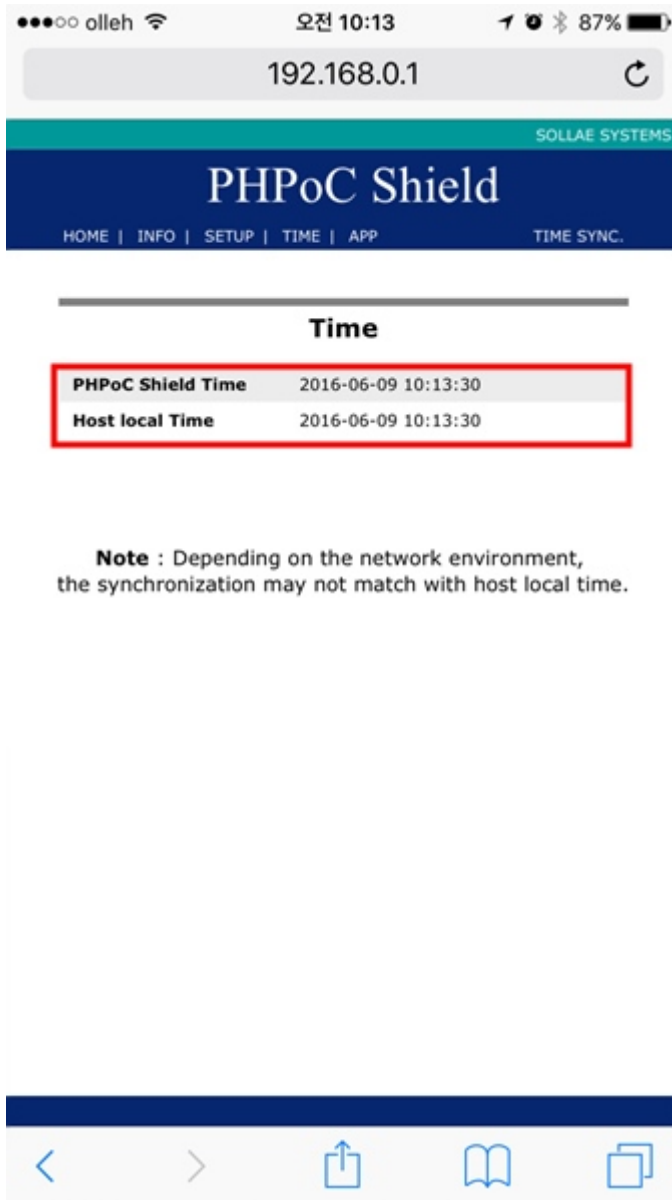 olleh 오전 10:13 87%
192.168.0.1
SOLLAE SYSTEMS
PHPoC Shield
HOME | INFO | SETUP | TIME | APP TIME SYNC.
Time
PHPoC Shield Time 2016-06-09 10:13:30
Host local Time 2016-06-09 10:13:30
Note : Depending on the network environment,
the synchronization may not match with host local time.